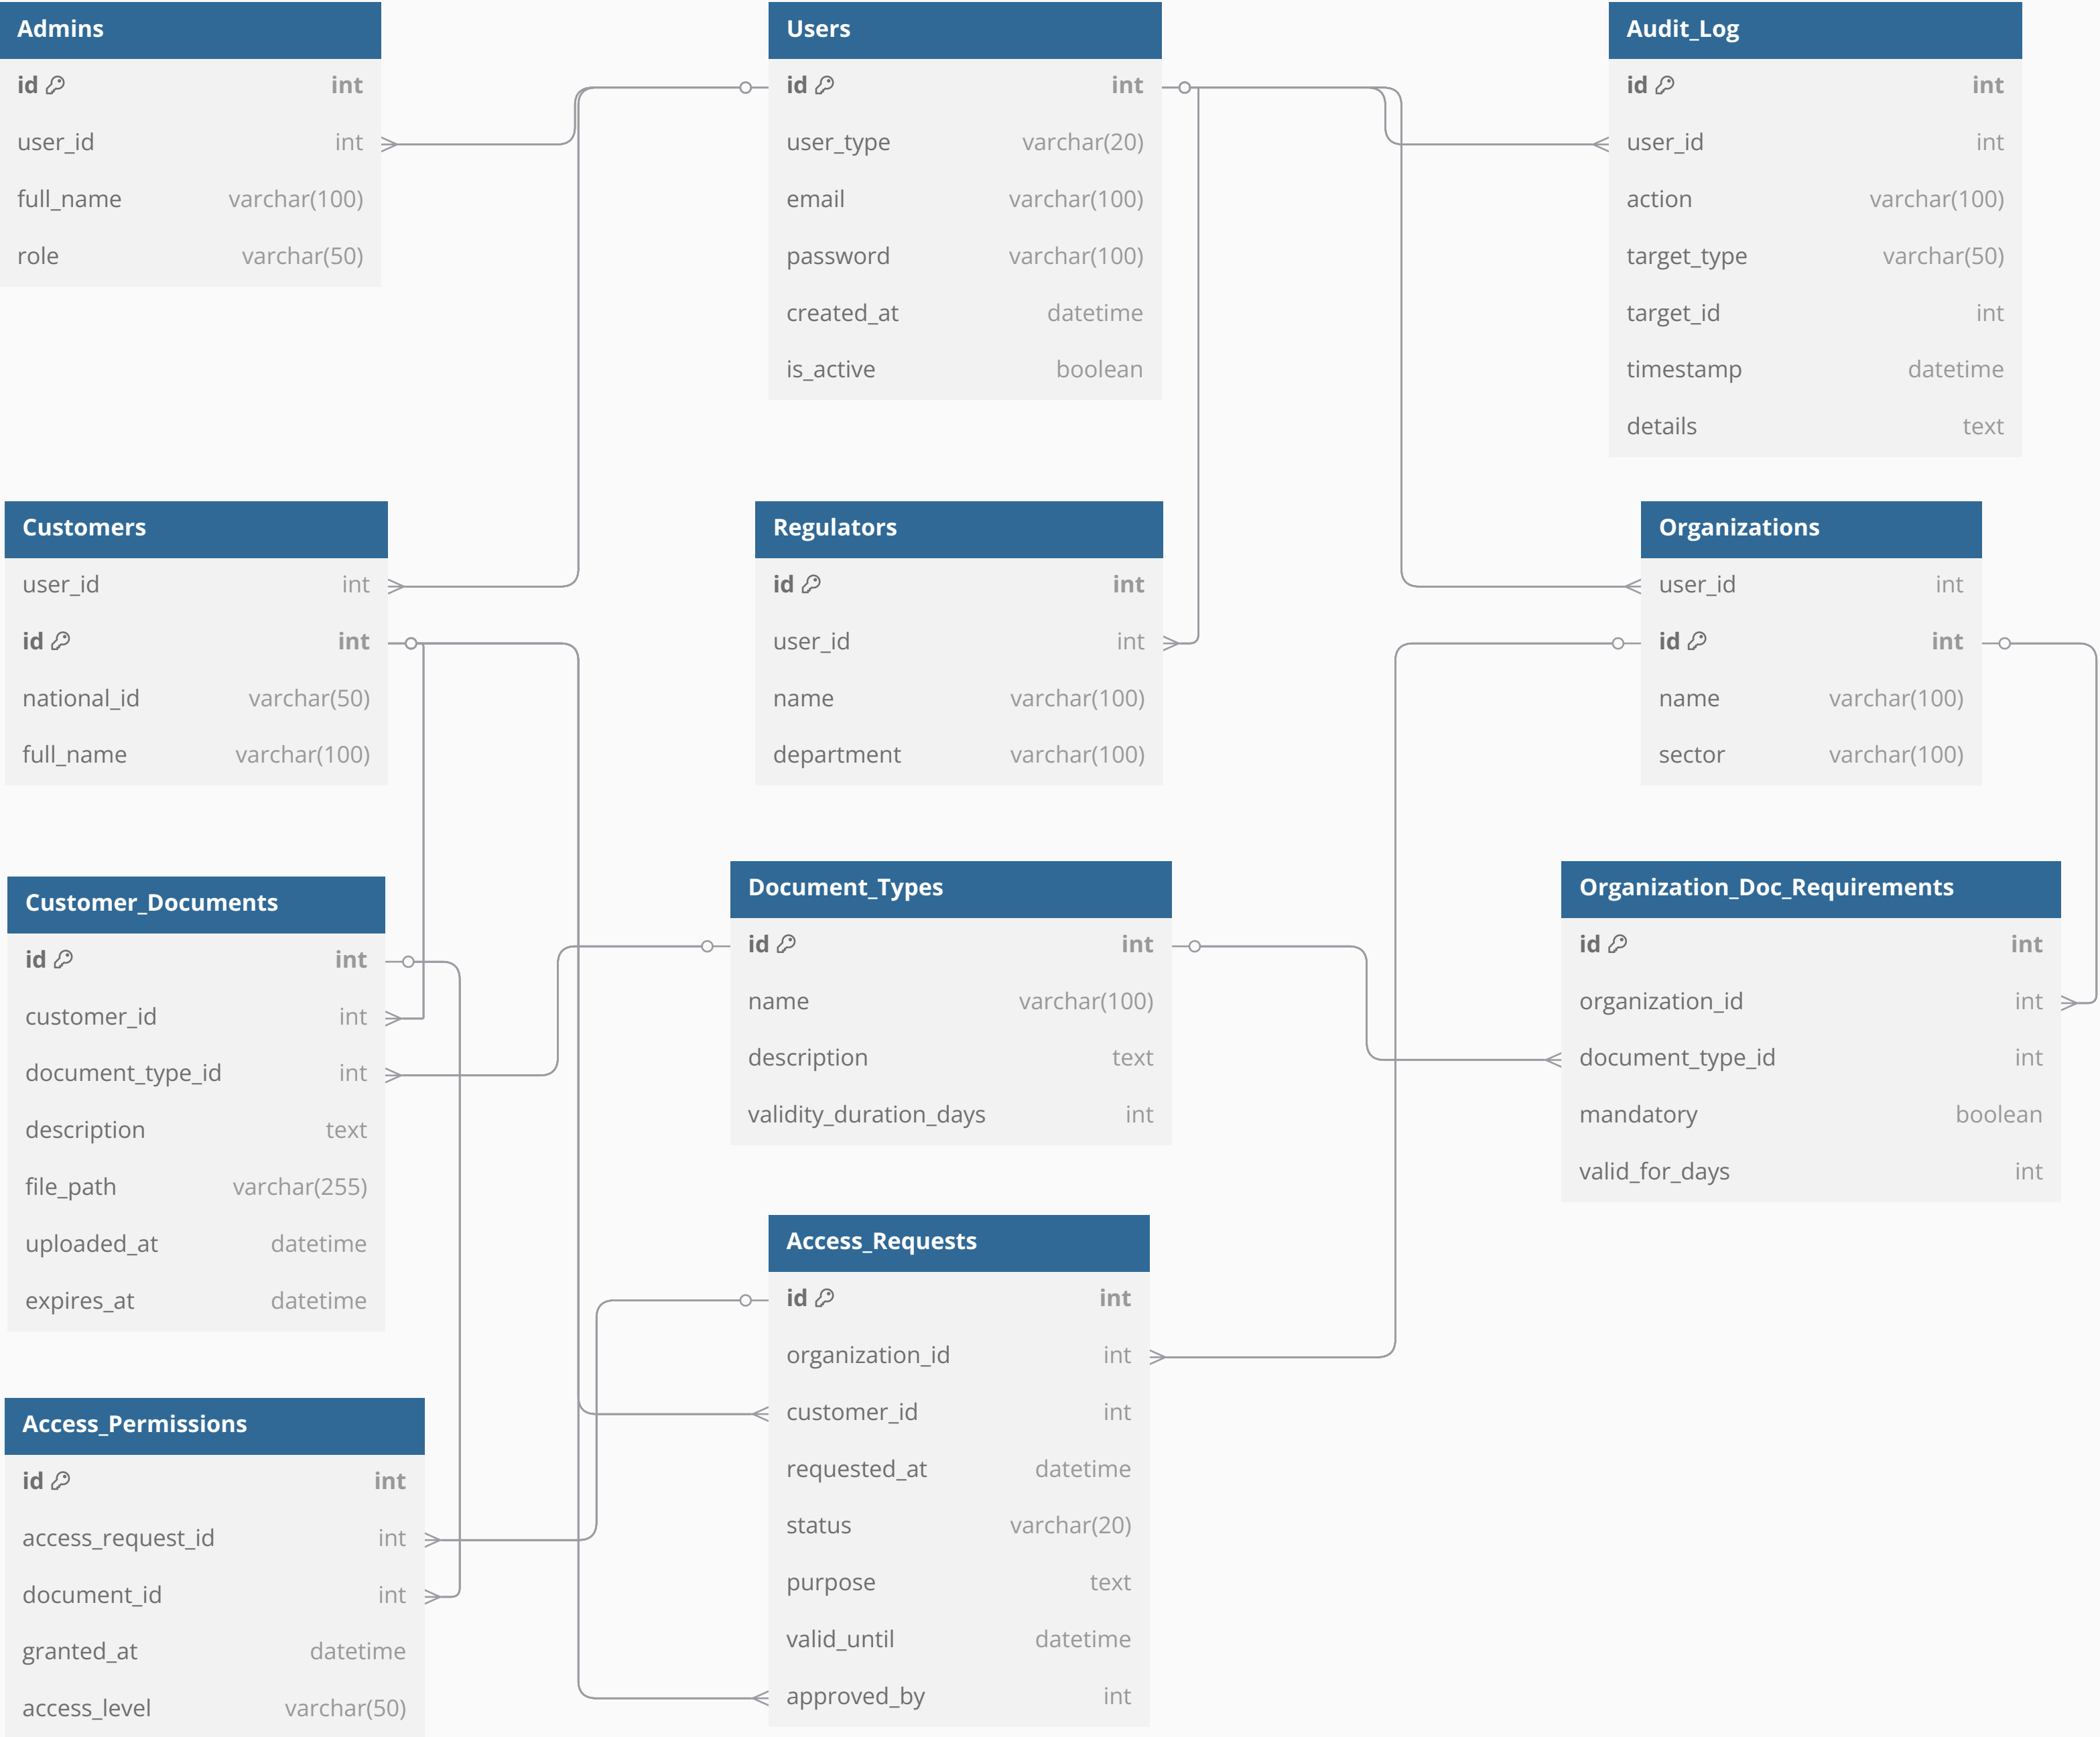 Admins
id int
user_id int
full_name varchar(100)
role varchar(50)
Users
id int
user_type varchar(20)
email varchar(100)
password varchar(100)
created_at datetime
is_active boolean
Audit_Log
id int
user_id int
action varchar(100)
target_type varchar(50)
target_id int
timestamp datetime
details text
Customers
user_id int
id int
national_id varchar(50)
full_name varchar(100)
Regulators
id int
user_id int
name varchar(100)
department varchar(100)
Organizations
user_id int
id int
name varchar(100)
sector varchar(100)
Customer_Documents
id int
customer_id int
document_type_id int
description text
file_path varchar(255)
uploaded_at datetime
expires_at datetime
Document_Types
id int
name varchar(100)
description text
validity_duration_days int
Organization_Doc_Requirements
id int
organization_id int
document_type_id int
mandatory boolean
valid_for_days int
Access_Permissions
id int
access_request_id int
document_id int
granted_at datetime
access_level varchar(50)
Access_Requests
id int
organization_id int
customer_id int
requested_at datetime
status varchar(20)
purpose text
valid_until datetime
approved_by int